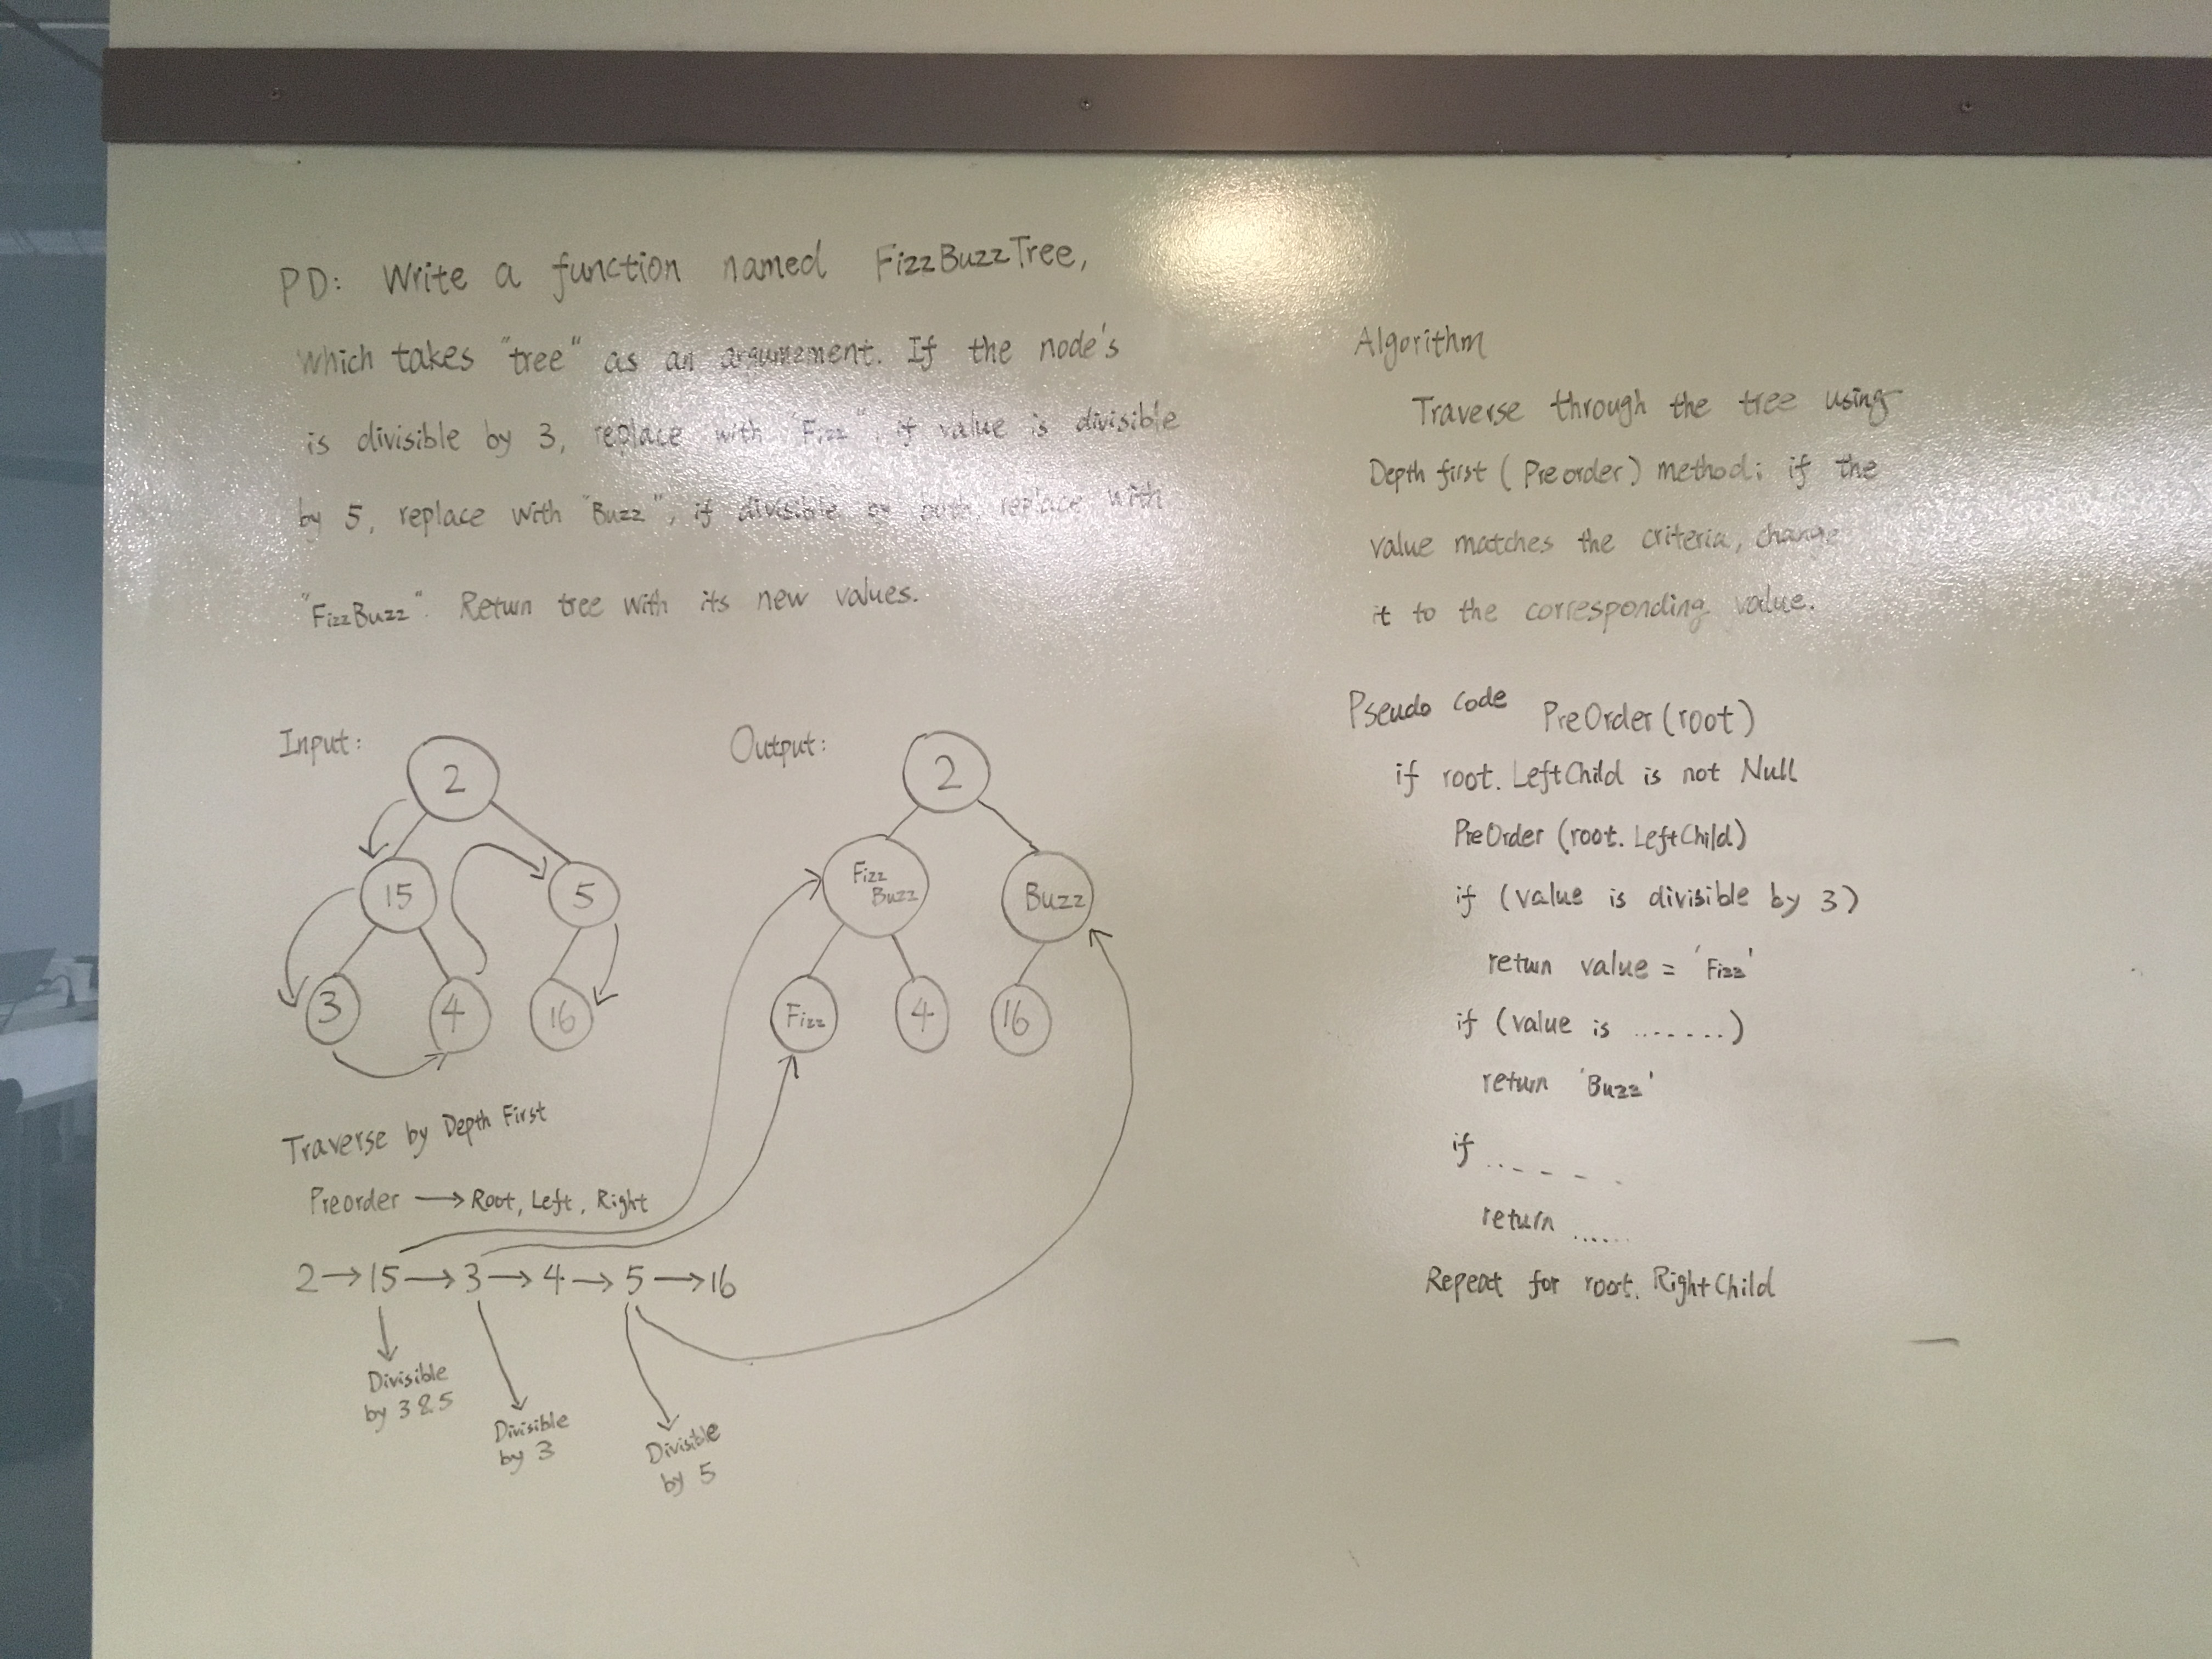 PD: Write a function named FizzBuzzTree,
which takes "tree" as an argumement. If the node's
is divisible by 3, replace with "Fizz", if value is divisible
by 5, replace with "Buzz", if divisible by both, replace with
"FizzBuzz". Return tree with its new values.
Input:
2
15
5
3
4
16
Traverse by Depth First
Preorder → Root, Left, Right
2 → 15 → 3 → 4 → 5 → 16
Divisible
by 3 & 5
Divisible
by 3
Divisible
by 5
Output:
2
Fizz
Buzz
Buzz
Fizz
4
16
Algorithm
Traverse through the tree using
Depth first (Preorder) method; if the
value matches the criteria, change
it to the corresponding value.
Pseudo Code PreOrder(root)
if root.LeftChild is not Null
PreOrder (root.LeftChild)
if (value is divisible by 3)
return value = 'Fizz'
if (value is .......)
return 'Buzz'
if ......
return ......
Repeat for root.RightChild